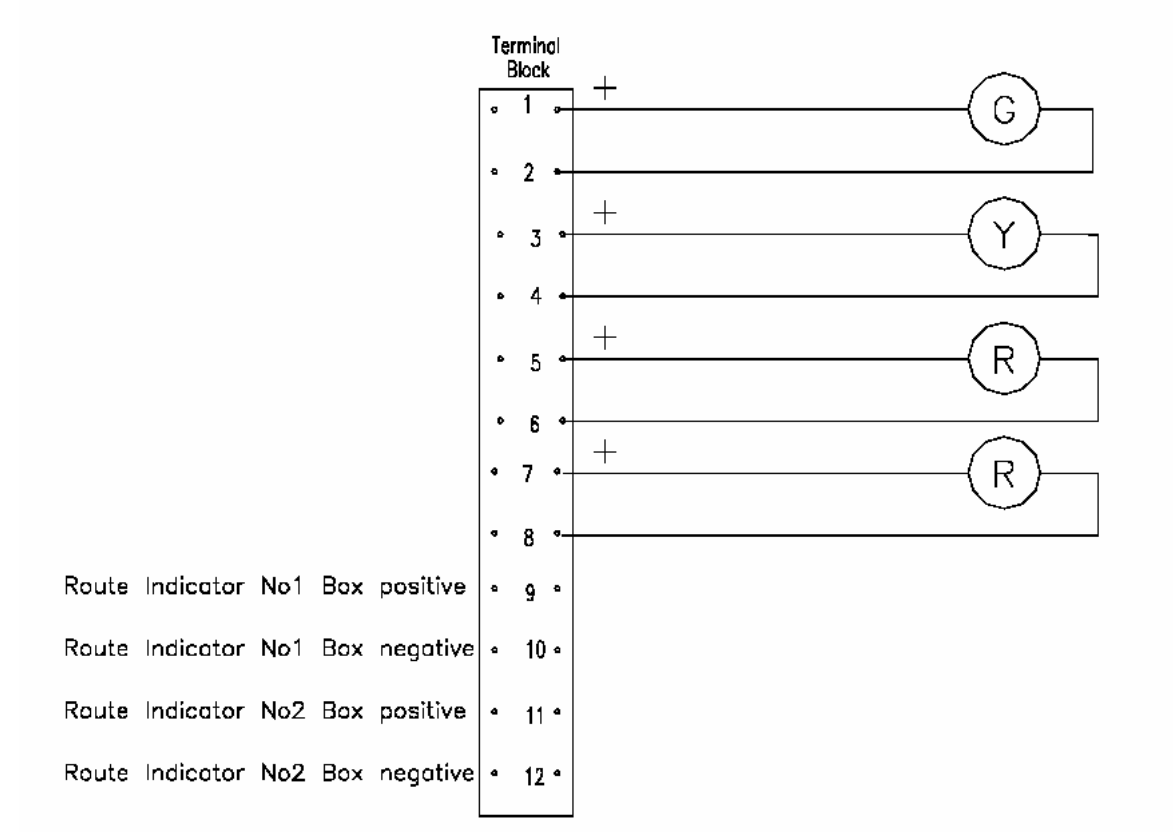 Terminal
Block
1
+
G
2
+
3
Y
4
+
5
R
6
+
7
R
8
Route Indicator No1 Box positive 9
Route Indicator No1 Box negative 10
Route Indicator No2 Box positive 11
Route Indicator No2 Box negative 12